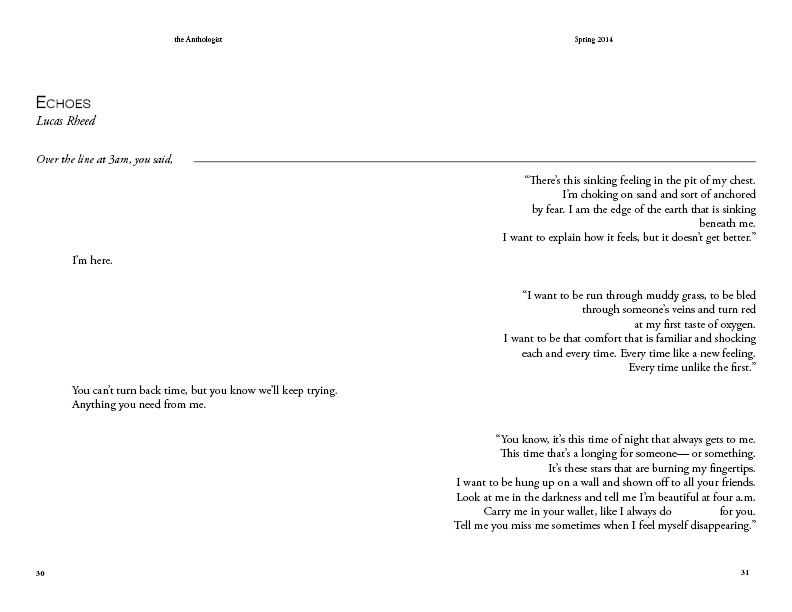 the Anthologist
Spring 2014
ECHOES
Lucas Rheed
Over the line at 3am, you said,
“There’s this sinking feeling in the pit of my chest.
I’m choking on sand and sort of anchored
by fear. I am the edge of the earth that is sinking
beneath me.
I want to explain how it feels, but it doesn’t get better.”
I’m here.
“I want to be run through muddy grass, to be bled
through someone’s veins and turn red
at my first taste of oxygen.
I want to be that comfort that is familiar and shocking
each and every time. Every time like a new feeling.
Every time unlike the first.”
You can’t turn back time, but you know we’ll keep trying.
Anything you need from me.
“You know, it’s this time of night that always gets to me.
This time that’s a longing for someone— or something.
It’s these stars that are burning my fingertips.
I want to be hung up on a wall and shown off to all your friends.
Look at me in the darkness and tell me I’m beautiful at four a.m.
Carry me in your wallet, like I always do for you.
Tell me you miss me sometimes when I feel myself disappearing.”
30
31